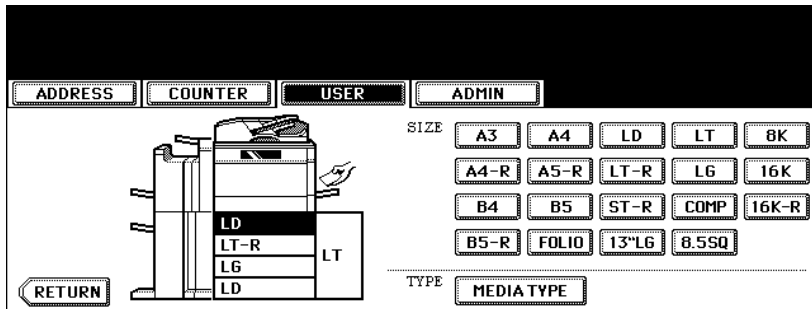 ADDRESS COUNTER USER ADMIN
SIZE A3 A4 LD LT 8K
A4-R A5-R LT-R LG 16K
B4 B5 ST-R COMP 16K-R
B5-R FOLIO 13"LG 8.5SQ
LD
LT-R
LG
LD
LT
TYPE MEDIA TYPE
RETURN